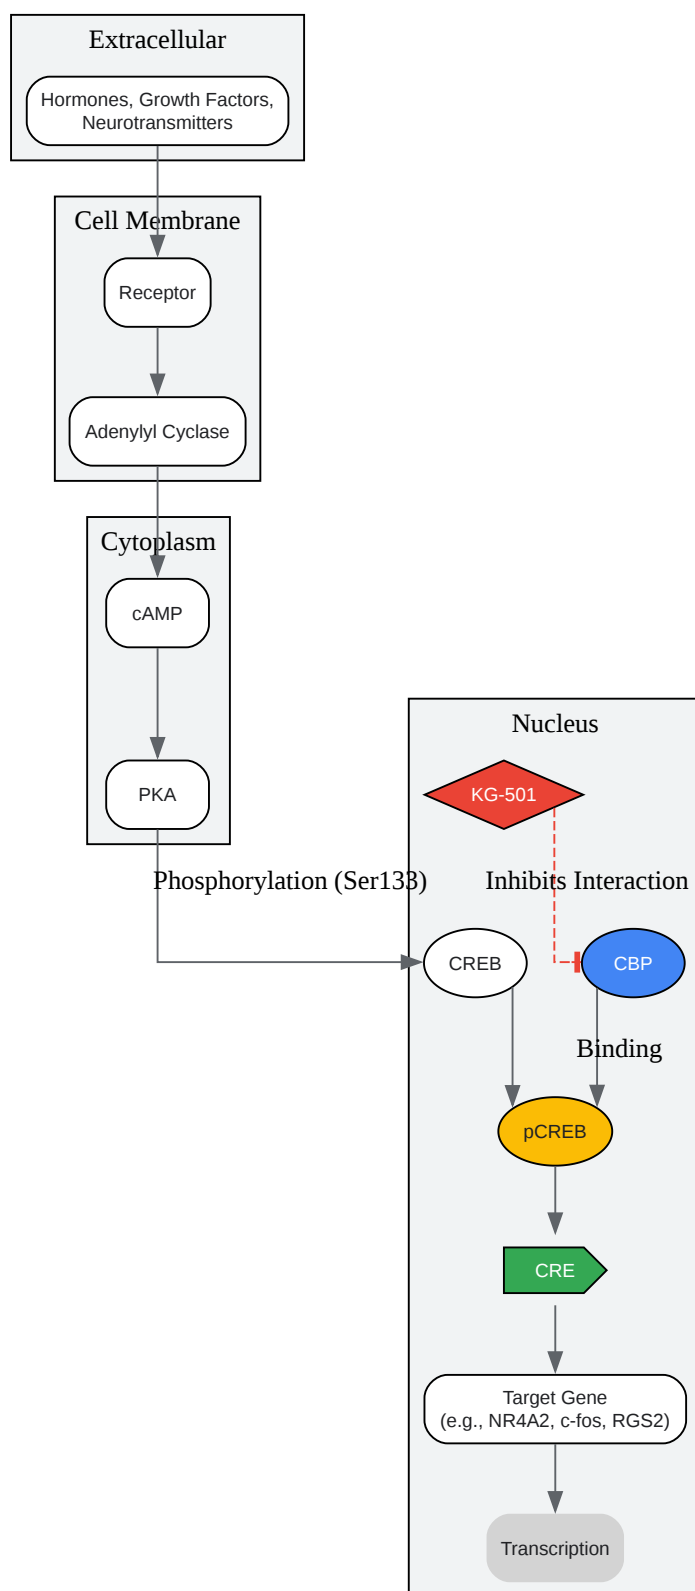 Extracellular
Hormones, Growth Factors,
Neurotransmitters
Cell Membrane
Receptor
Adenylyl Cyclase
Cytoplasm
cAMP
PKA
Nucleus
KG-501
Phosphorylation (Ser133)
Inhibits Interaction
CREB
CBP
Binding
pCREB
CRE
Target Gene
(e.g., NR4A2, c-fos, RGS2)
Transcription